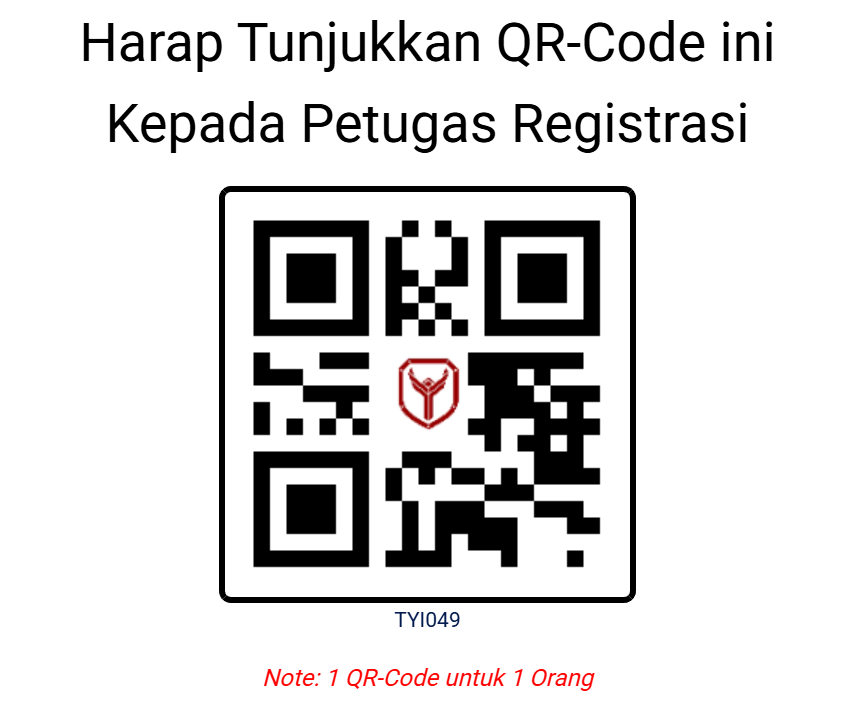 Harap Tunjukkan QR-Code ini
Kepada Petugas Registrasi
TYI049
Note: 1 QR-Code untuk 1 Orang